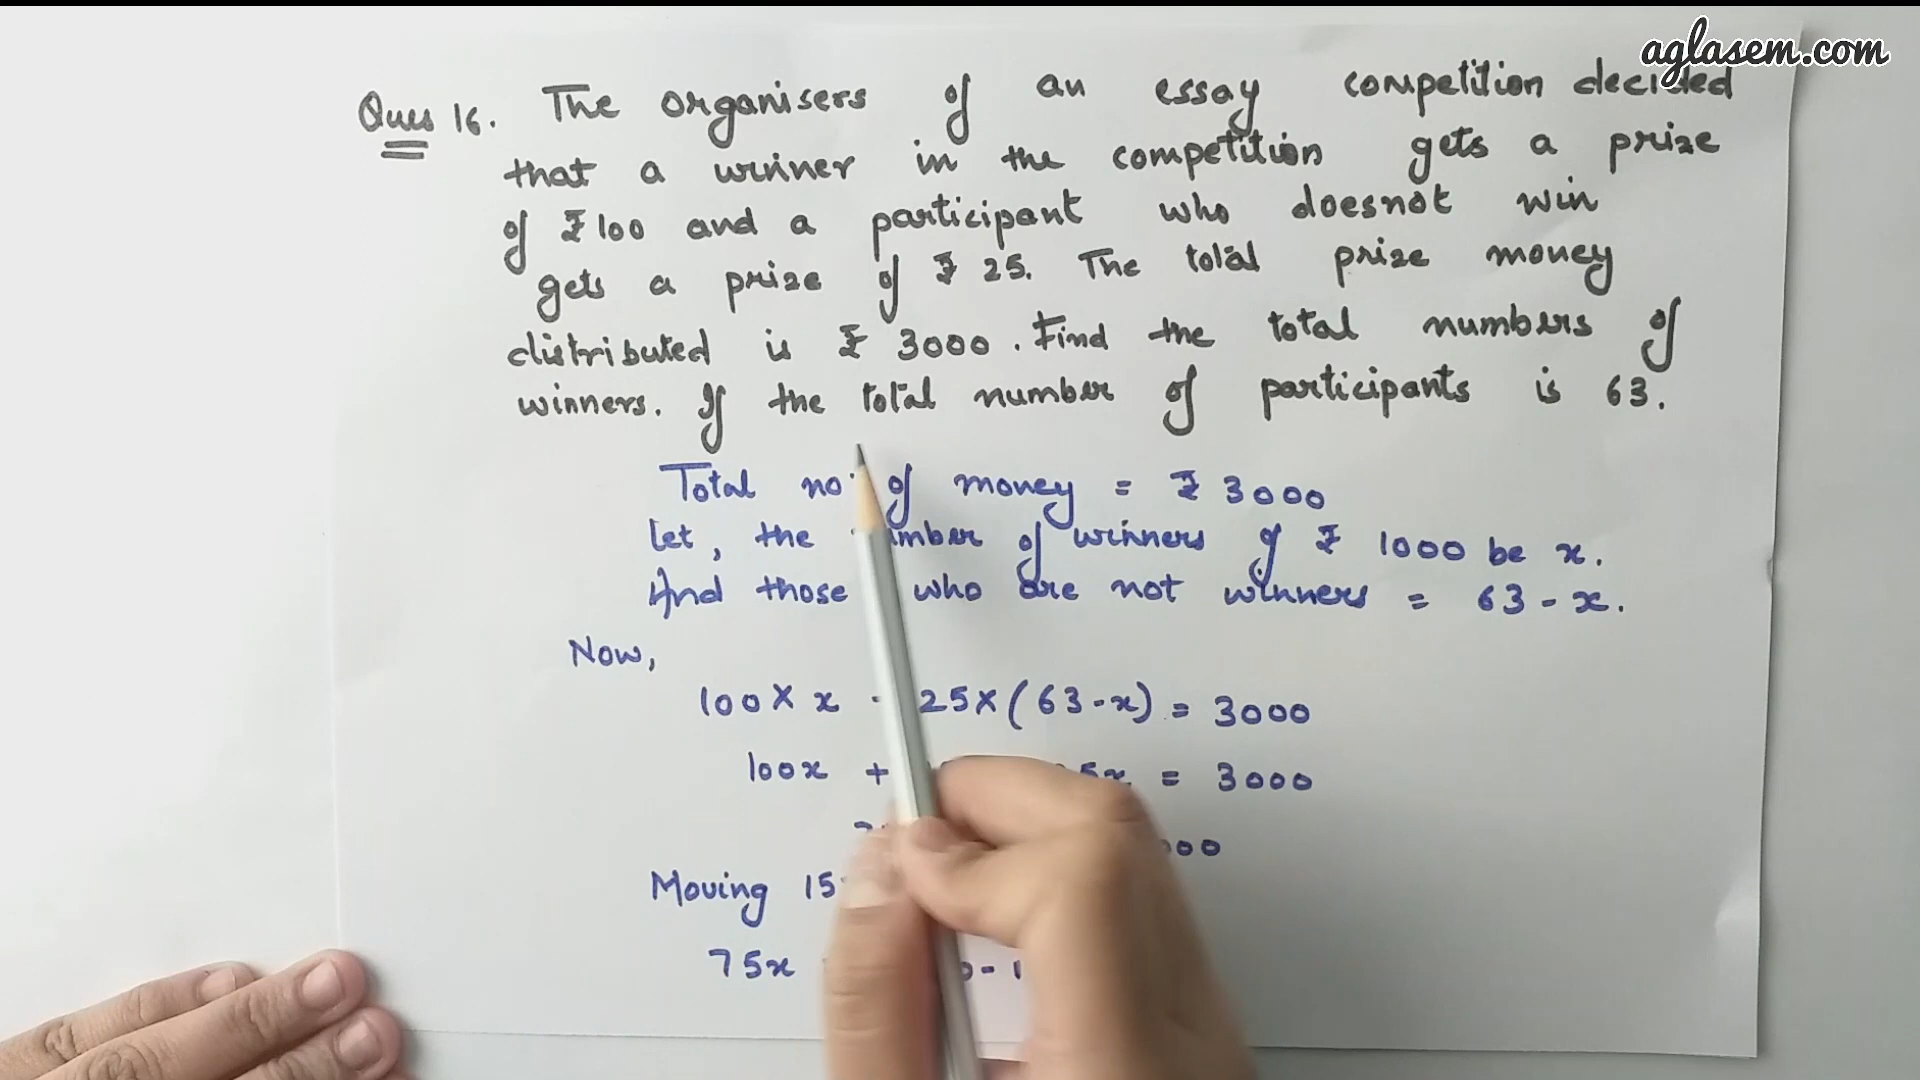 aglasem.com
Ques 16. The organisers of an essay competition decided
that a winner in the competition gets a prize
of ₹100 and a participant who doesnot win
gets a prize of ₹ 25. The total prize money
distributed is ₹ 3000. Find the total numbers of
winners. If the total number of participants is 63.
Total no of money = ₹ 3000
let, the of winners of ₹ 1000 be x.
And those who are not winners = 63-x.
Now,
100 X x 25X (63-x) = 3000
100x + = 3000
Moving
75x